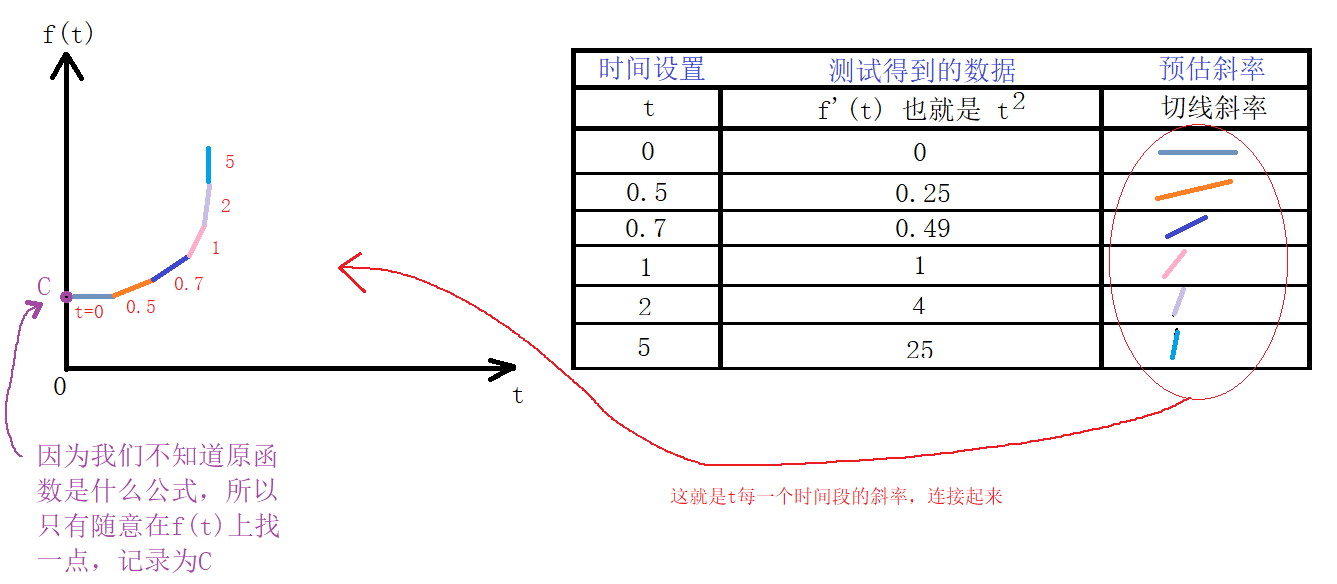 f(t)
5
2
1
0.7
0.5
t=0
C
0
t
因为我们不知道原函
数是什么公式，所以
只有随意在f(t)上找
一点，记录为C
时间设置 测试得到的数据 预估斜率
t f'(t) 也就是 t² 切线斜率
0 0
0.5 0.25
0.7 0.49
1 1
2 4
5 25
这就是t每一个时间段的斜率，连接起来